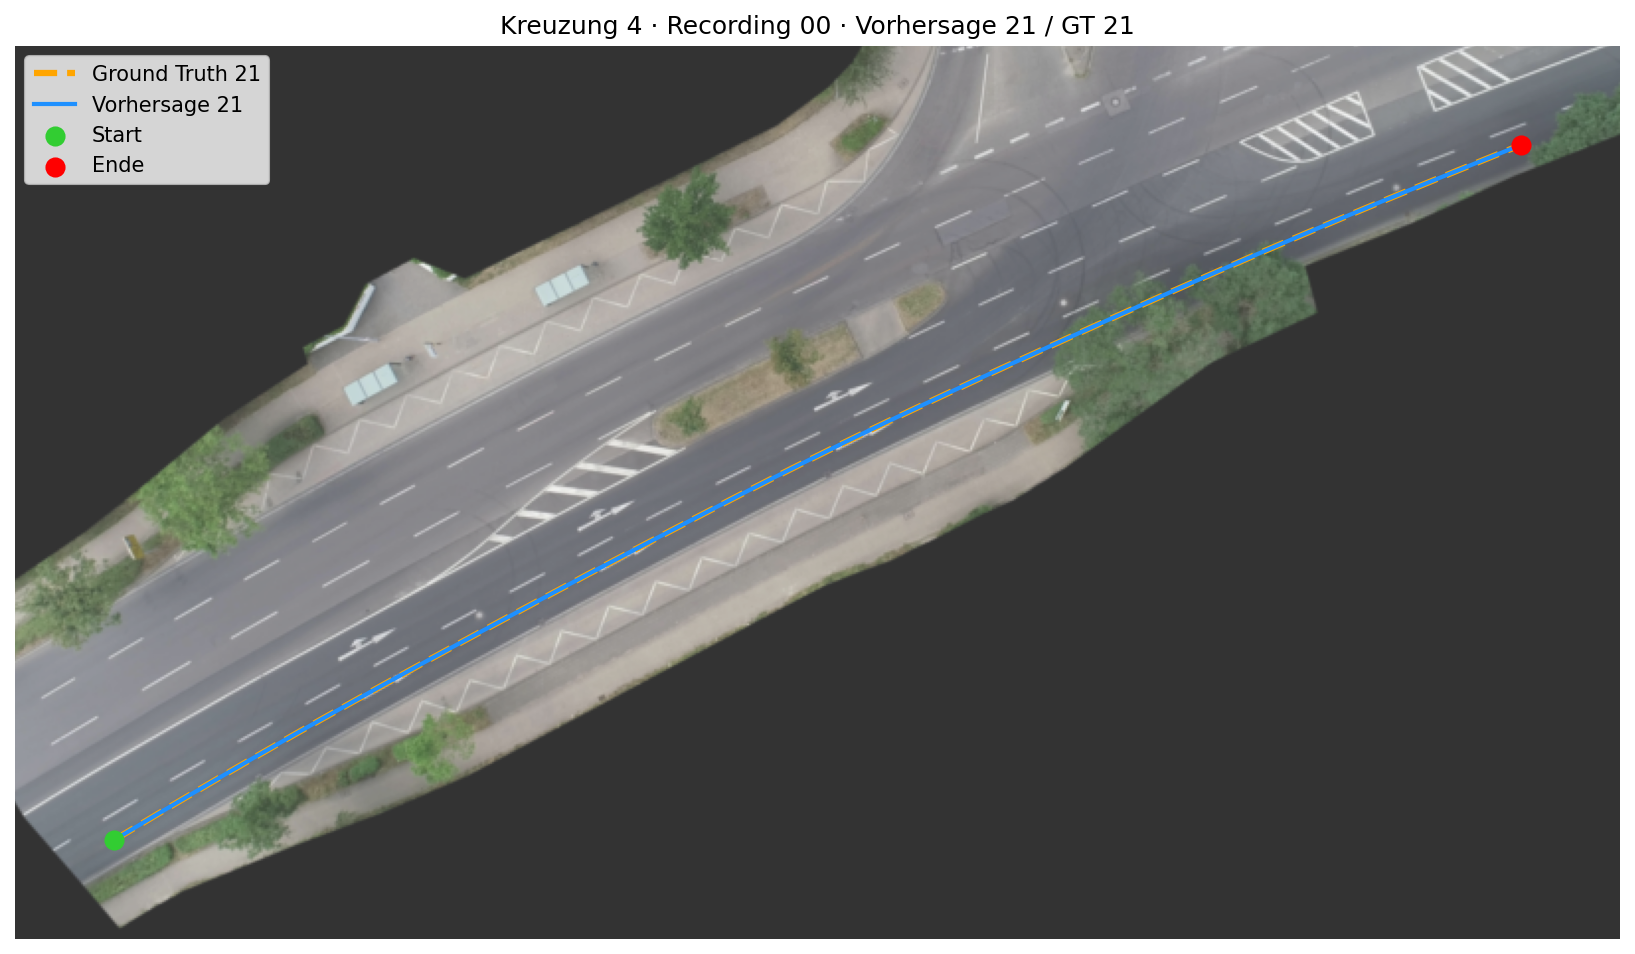 Kreuzung 4 · Recording 00 · Vorhersage 21 / GT 21
Ground Truth 21
Vorhersage 21
Start
Ende